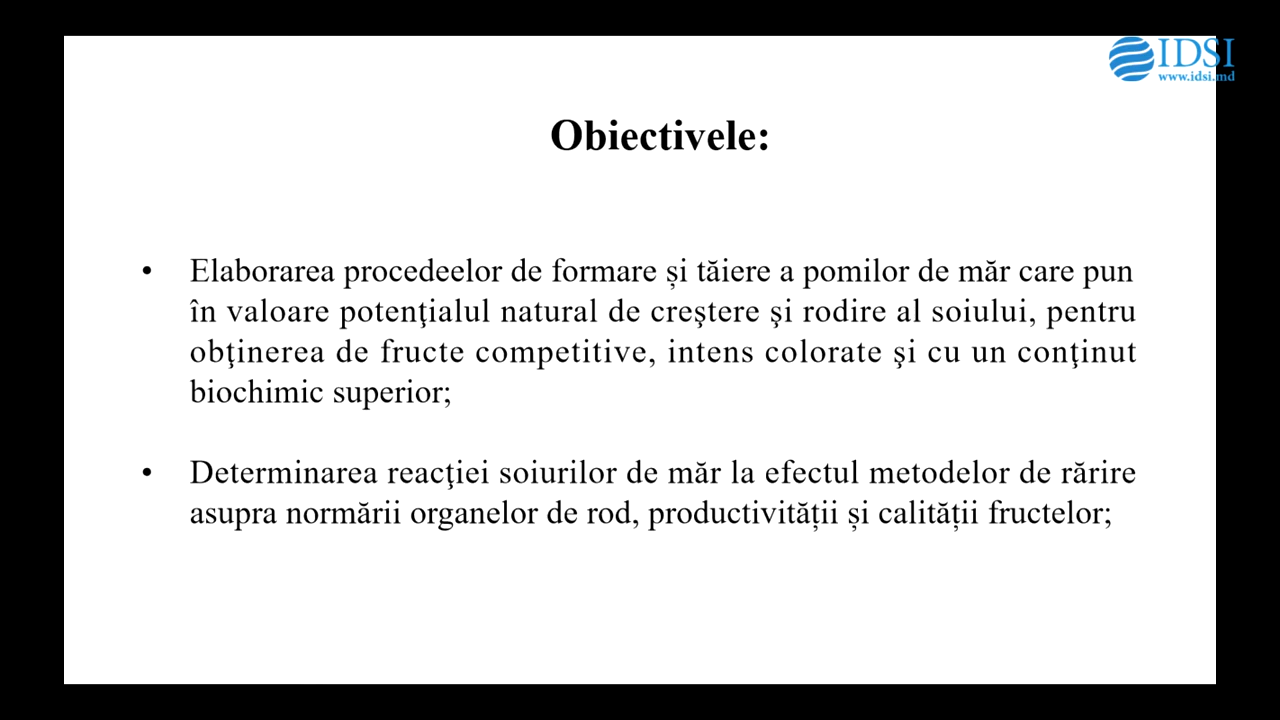 IDSI
www.idsi.md
Obiectivele:
• Elaborarea procedeelor de formare și tăiere a pomilor de măr care pun
în valoare potenţialul natural de creştere şi rodire al soiului, pentru
obţinerea de fructe competitive, intens colorate şi cu un conţinut
biochimic superior;
• Determinarea reacţiei soiurilor de măr la efectul metodelor de rărire
asupra normării organelor de rod, productivității și calității fructelor;